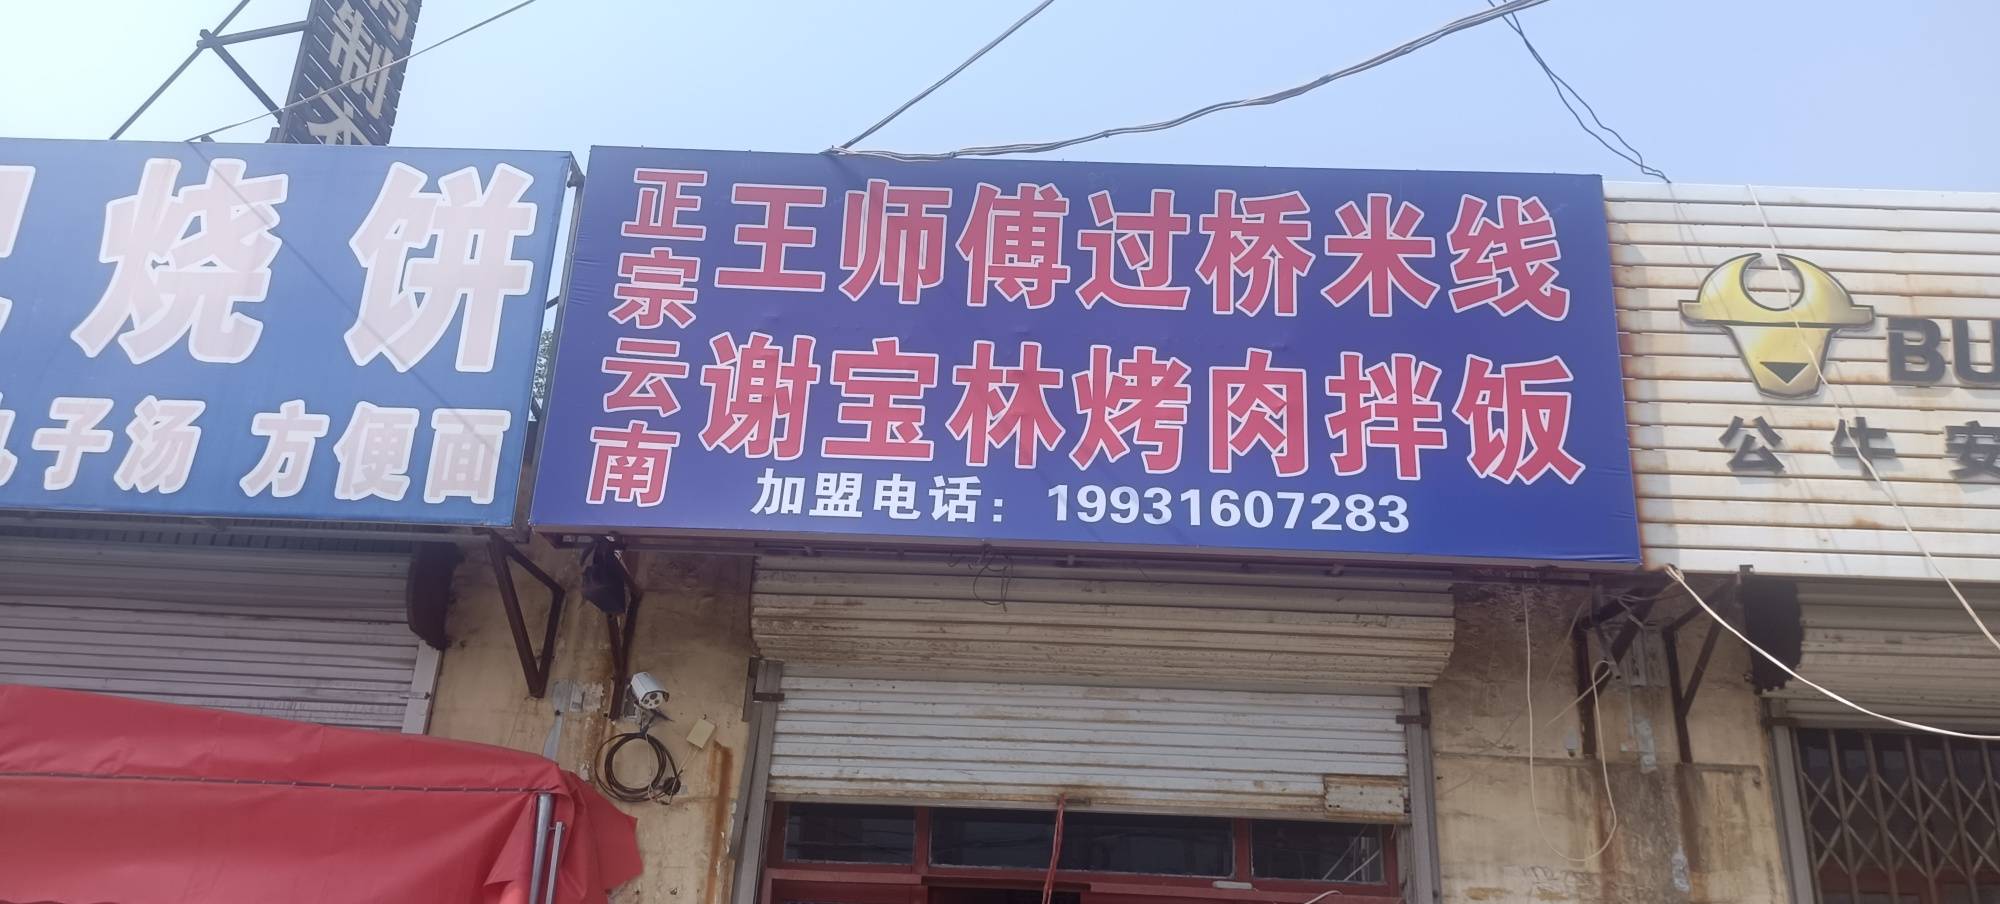 制
烧饼
子汤 方便面
正宗云南
王师傅过桥米线
谢宝林烤肉拌饭
加盟电话：19931607283
BU
公牛安